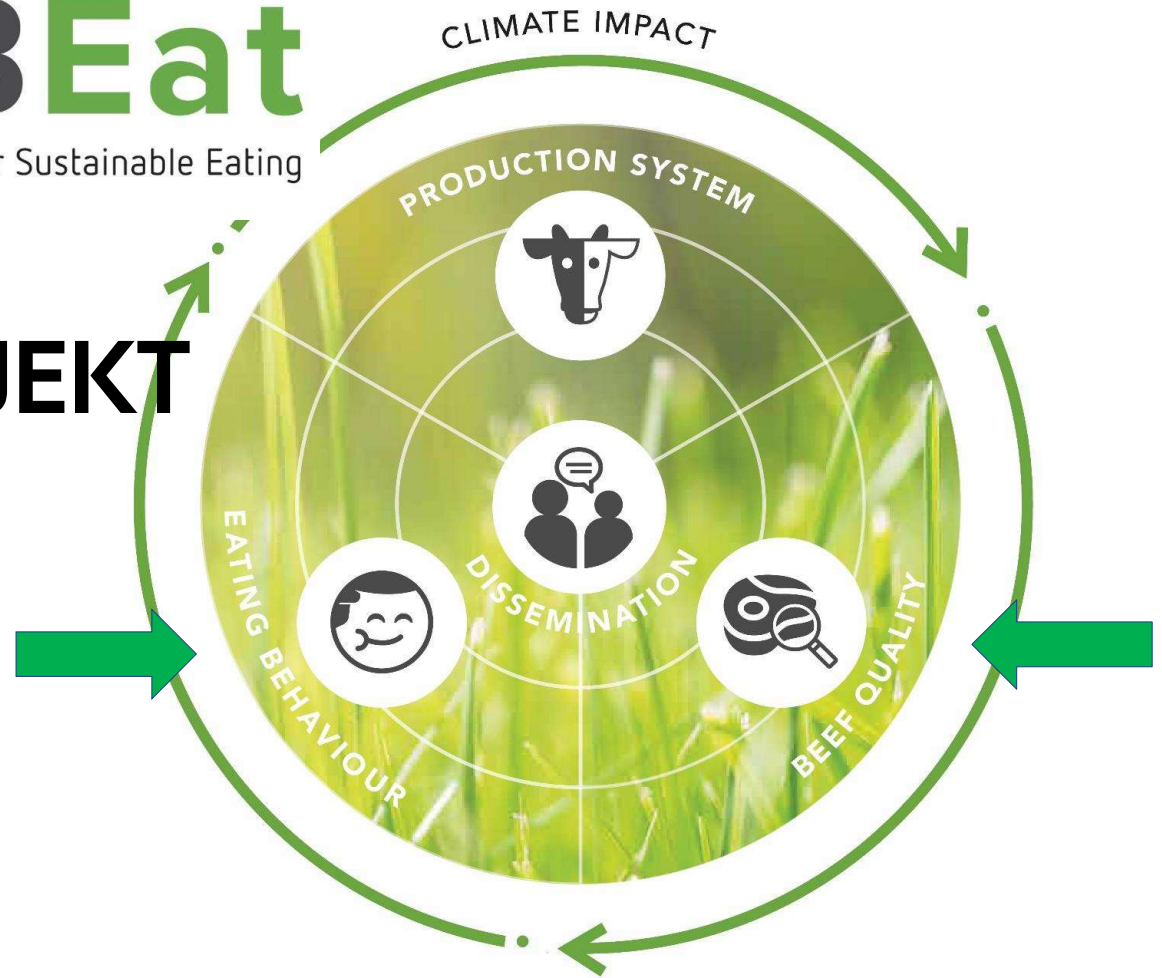 CLIMATE IMPACT
BEat
Sustainable Eating
PRODUCTION SYSTEM
JEKT
DISSEMINATION
EATING BEHAVIOUR
BEEF QUALITY